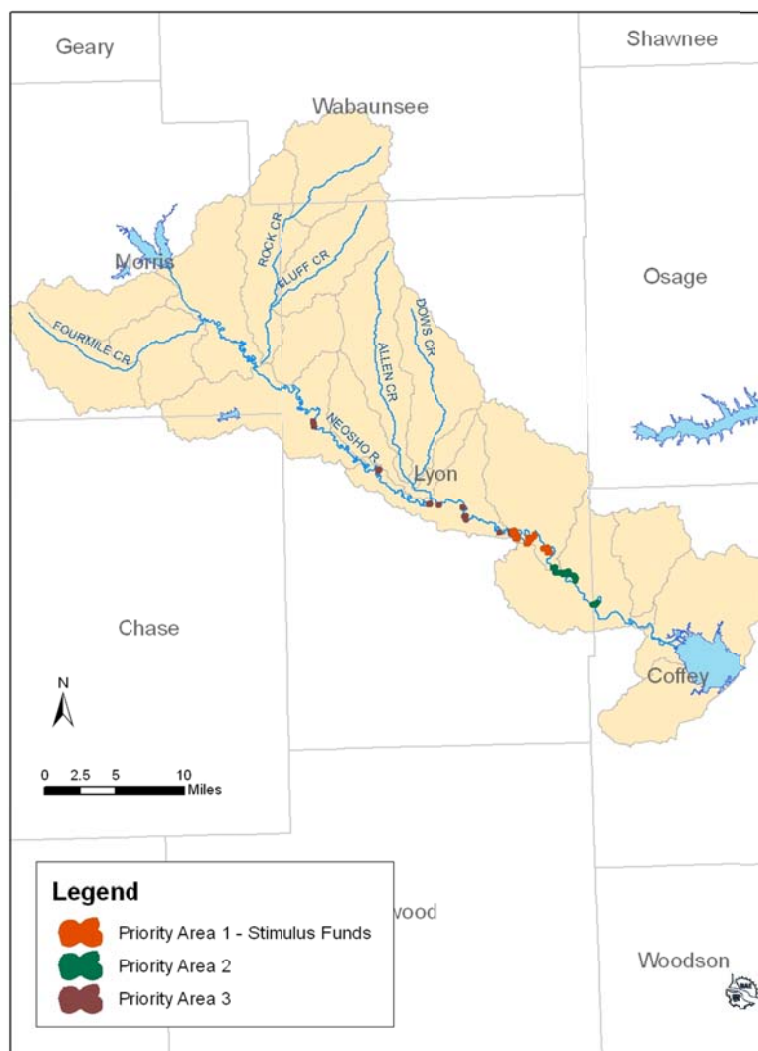 Geary
Shawnee
Wabaunsee
ROCK CR
BLUFF CR
Morris
Osage
DOWS CR
FOURMILE CR
ALLEN CR
NEOSHO R
Lyon
Chase
Coffey
N
0 2.5 5 10
Miles
Legend
Priority Area 1 - Stimulus Funds
wood
Priority Area 2
Woodson
Priority Area 3